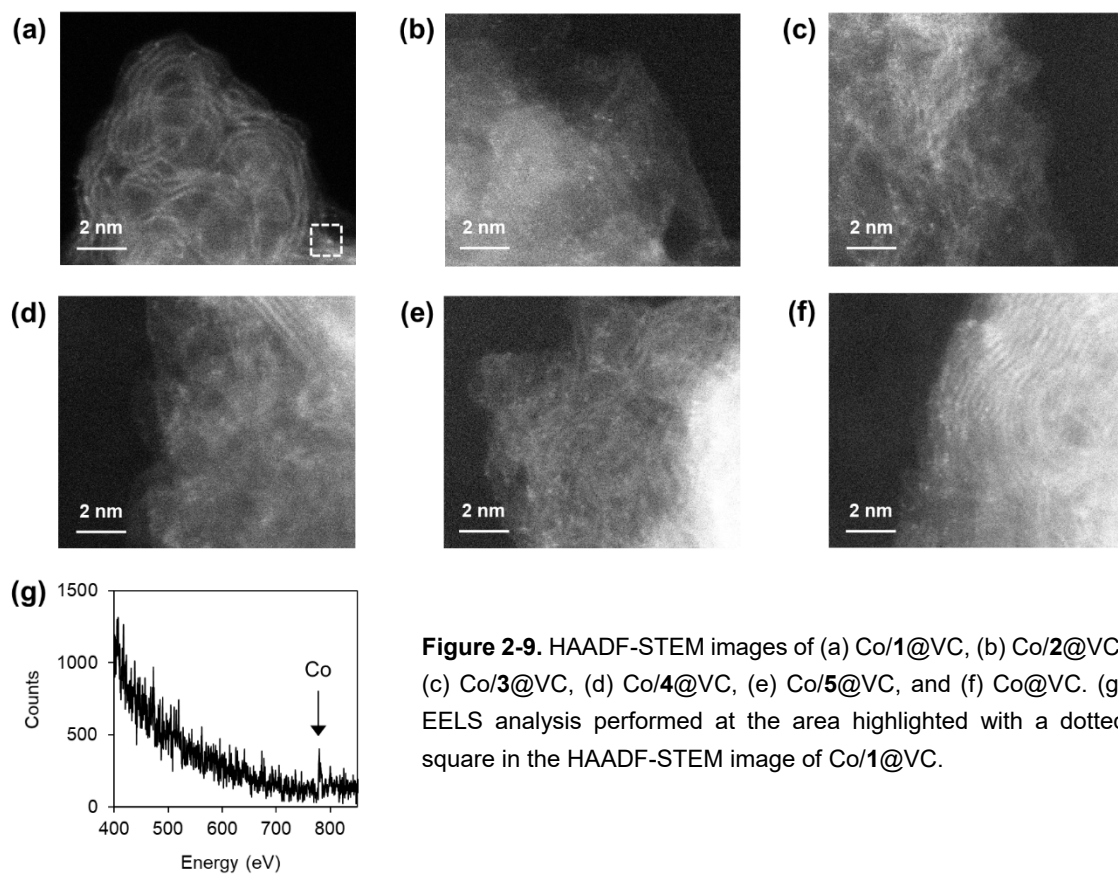 (a)
2 nm
(b)
2 nm
(c)
2 nm
(d)
2 nm
(e)
2 nm
(f)
2 nm
(g)
1500
1000
500
0
Counts
Co
400 500 600 700 800
Energy (eV)
Figure 2-9. HAADF-STEM images of (a) Co/1@VC, (b) Co/2@VC
(c) Co/3@VC, (d) Co/4@VC, (e) Co/5@VC, and (f) Co@VC. (g
EELS analysis performed at the area highlighted with a dotted
square in the HAADF-STEM image of Co/1@VC.